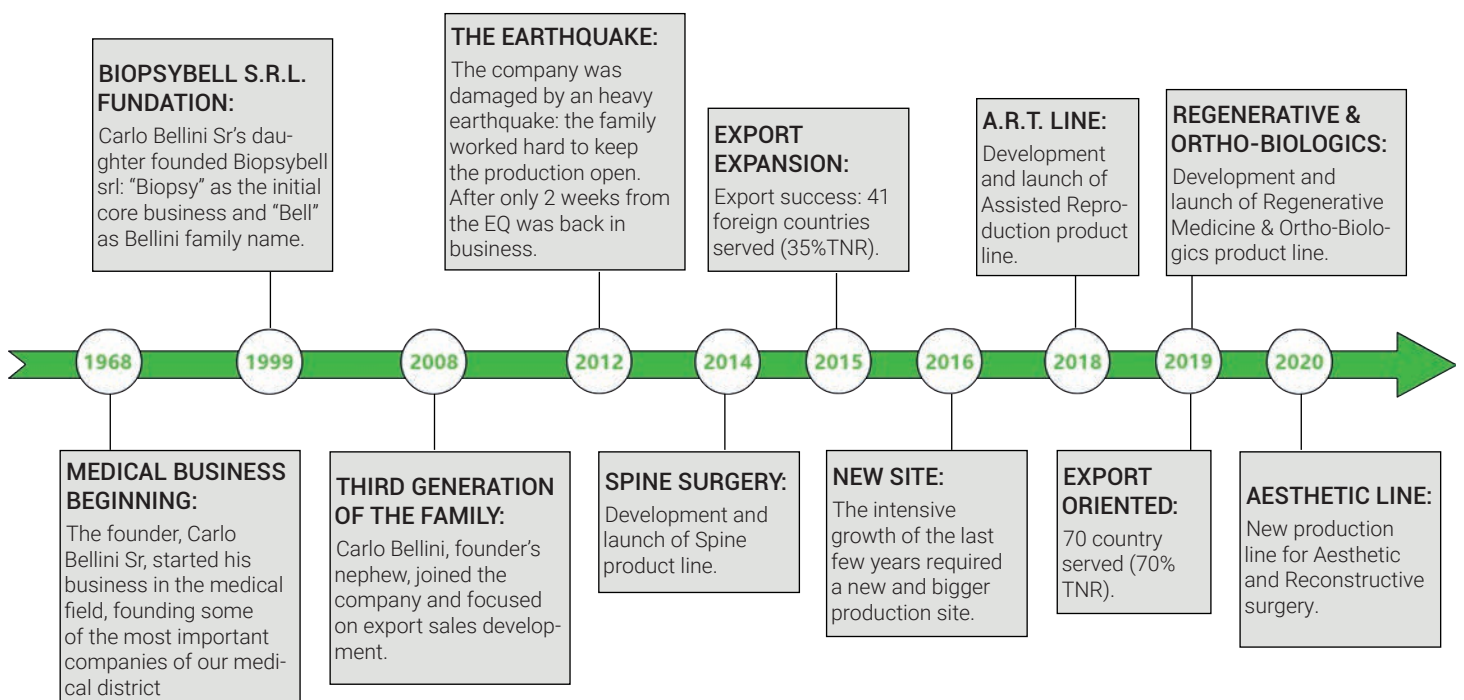 BIOPSYBELL S.R.L.
FUNDATION:
Carlo Bellini Sr's dau-
ghter founded Biopsybell
srl: “Biopsy” as the initial
core business and “Bell”
as Bellini family name.
THE EARTHQUAKE:
The company was
damaged by an heavy
earthquake: the family
worked hard to keep
the production open.
After only 2 weeks from
the EQ was back in
business.
EXPORT
EXPANSION:
Export success: 41
foreign countries
served (35%TNR).
A.R.T. LINE:
Development
and launch of
Assisted Repro-
duction product
line.
REGENERATIVE &
ORTHO-BIOLOGICS:
Development and
launch of Regenerative
Medicine & Ortho-Biolo-
gics product line.
1968
1999
2008
2012
2014
2015
2016
2018
2019
2020
MEDICAL BUSINESS
BEGINNING:
The founder, Carlo
Bellini Sr, started his
business in the medical
field, founding some
of the most important
companies of our medi-
cal district
THIRD GENERATION
OF THE FAMILY:
Carlo Bellini, founder's
nephew, joined the
company and focused
on export sales develop-
ment.
SPINE SURGERY:
Development and
launch of Spine
product line.
NEW SITE:
The intensive
growth of the last
few years required
a new and bigger
production site.
EXPORT
ORIENTED:
70 country
served (70%
TNR).
AESTHETIC LINE:
New production
line for Aesthetic
and Reconstructive
surgery.